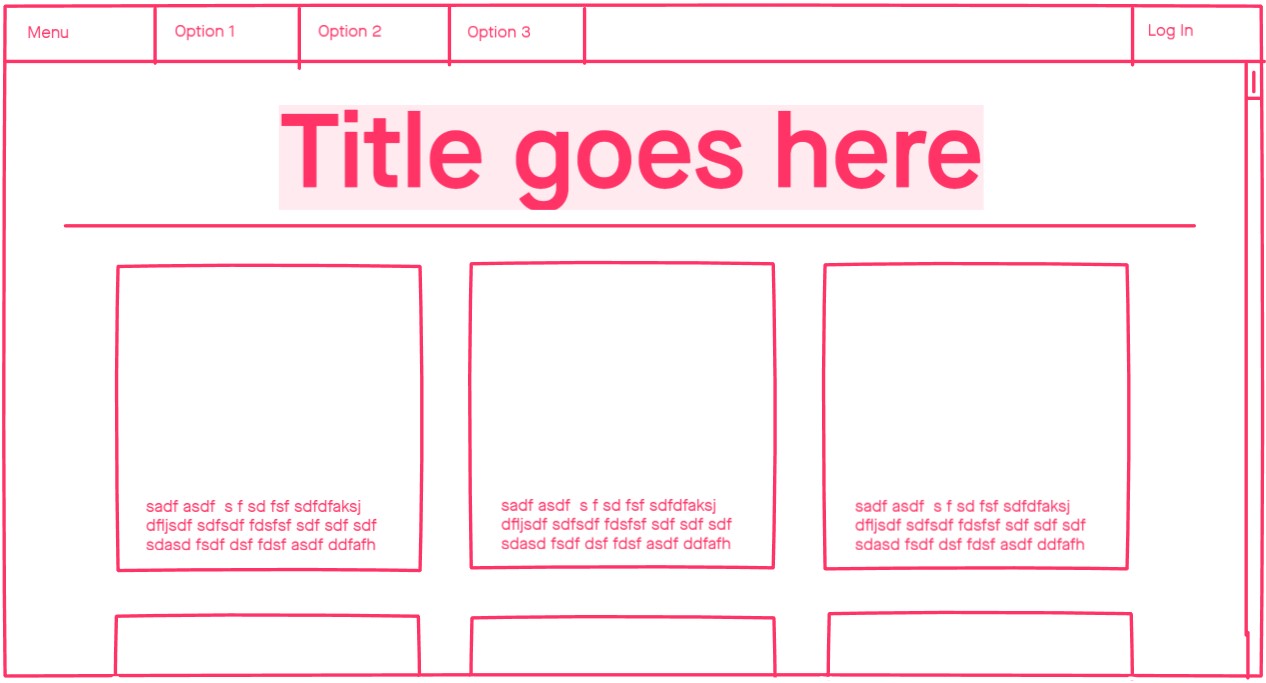 Menu
Option 1
Option 2
Option 3
Log In
Title goes here
sadf asdf  s f sd fsf sdfdfaksj
dfljsdf sdfsdf fdsfsf sdf sdf sdf
sdasd fsdf dsf fdsf asdf ddfafh
sadf asdf  s f sd fsf sdfdfaksj
dfljsdf sdfsdf fdsfsf sdf sdf sdf
sdasd fsdf dsf fdsf asdf ddfafh
sadf asdf  s f sd fsf sdfdfaksj
dfljsdf sdfsdf fdsfsf sdf sdf sdf
sdasd fsdf dsf fdsf asdf ddfafh